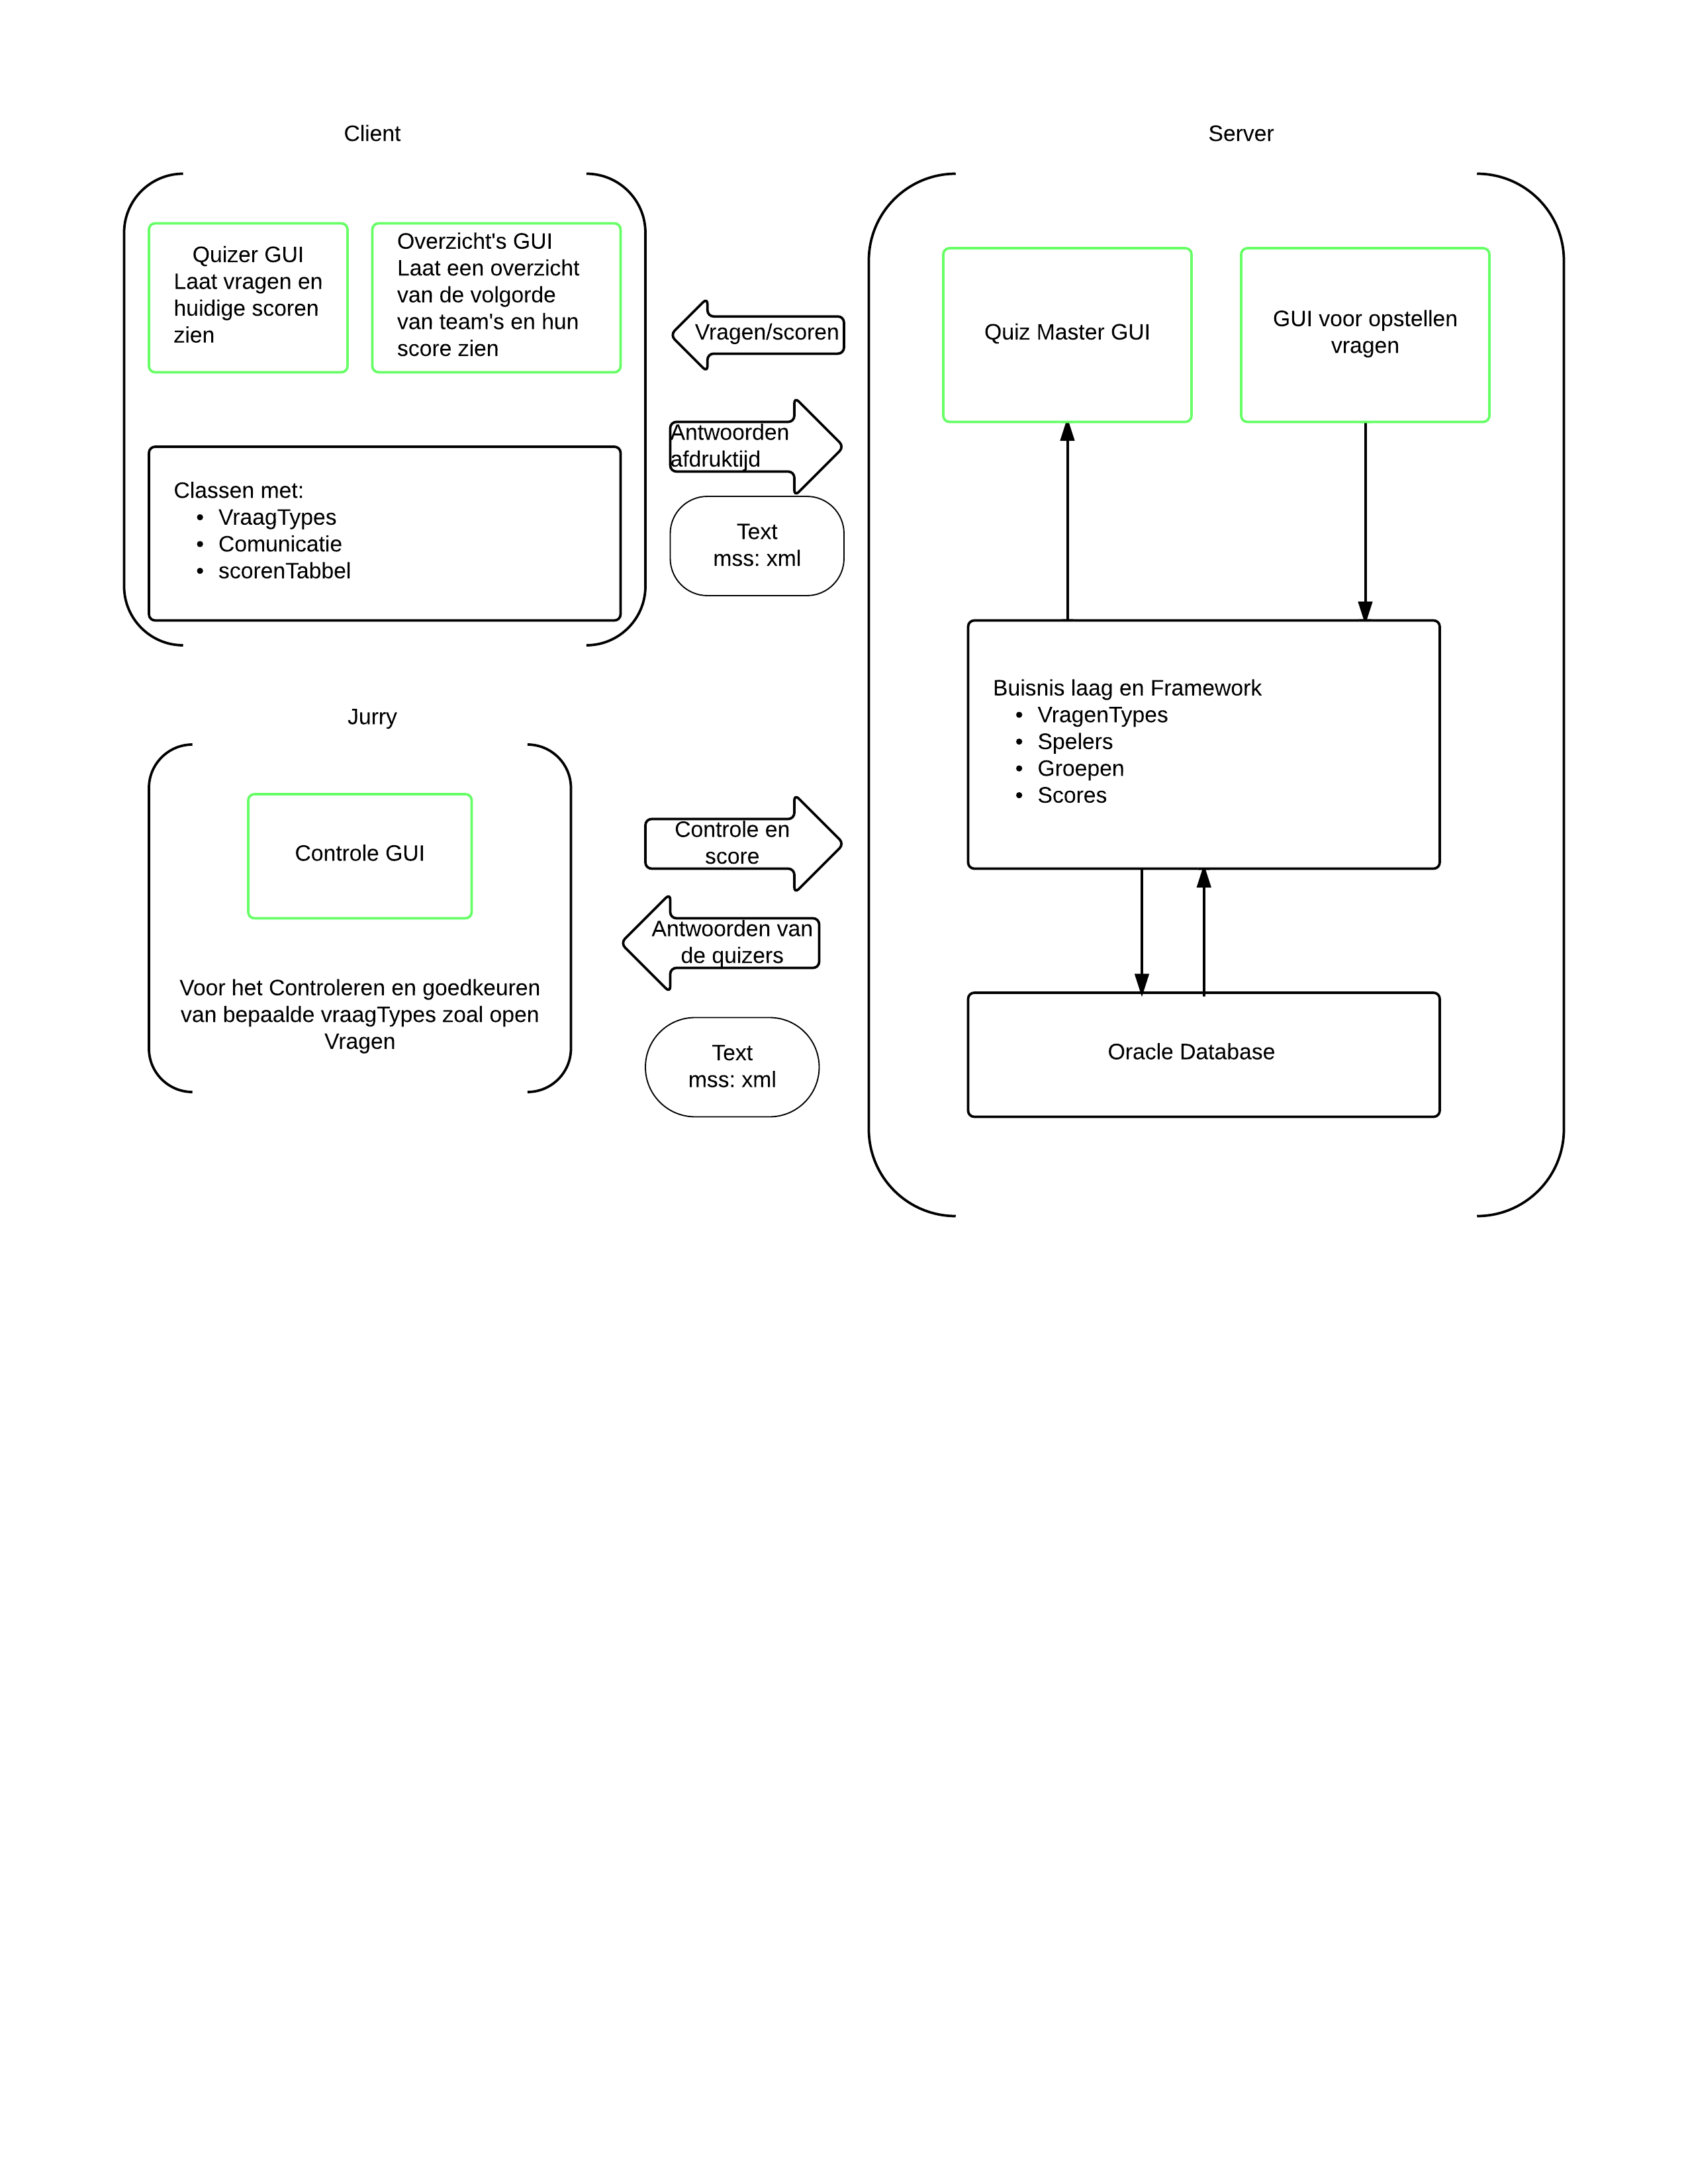 Client
Quizer GUI
Laat vragen en
huidige scoren
zien
Overzicht's GUI
Laat een overzicht
van de volgorde
van team's en hun
score zien
Classen met:
• VraagTypes
• Comunicatie
• scorenTabbel
Vragen/scoren
Antwoorden
afdruktijd
Text
mss: xml
Jurry
Controle GUI
Voor het Controleren en goedkeuren
van bepaalde vraagTypes zoal open
Vragen
Controle en
score
Antwoorden van
de quizers
Text
mss: xml
Server
Quiz Master GUI
GUI voor opstellen
vragen
Buisnis laag en Framework
• VragenTypes
• Spelers
• Groepen
• Scores
Oracle Database